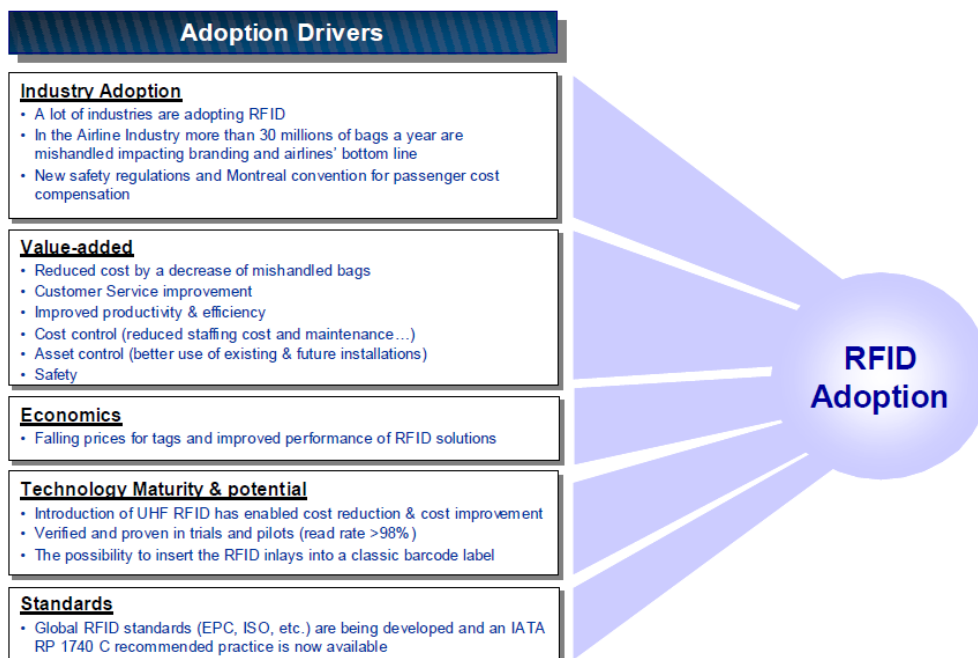 Adoption Drivers
Industry Adoption
• A lot of industries are adopting RFID
• In the Airline Industry more than 30 millions of bags a year are
mishandled impacting branding and airlines' bottom line
• New safety regulations and Montreal convention for passenger cost
compensation
Value-added
• Reduced cost by a decrease of mishandled bags
• Customer Service improvement
• Improved productivity & efficiency
• Cost control (reduced staffing cost and maintenance…)
• Asset control (better use of existing & future installations)
• Safety
Economics
• Falling prices for tags and improved performance of RFID solutions
Technology Maturity & potential
• Introduction of UHF RFID has enabled cost reduction & cost improvement
• Verified and proven in trials and pilots (read rate >98%)
• The possibility to insert the RFID inlays into a classic barcode label
Standards
• Global RFID standards (EPC, ISO, etc.) are being developed and an IATA
RP 1740 C recommended practice is now available
RFID
Adoption